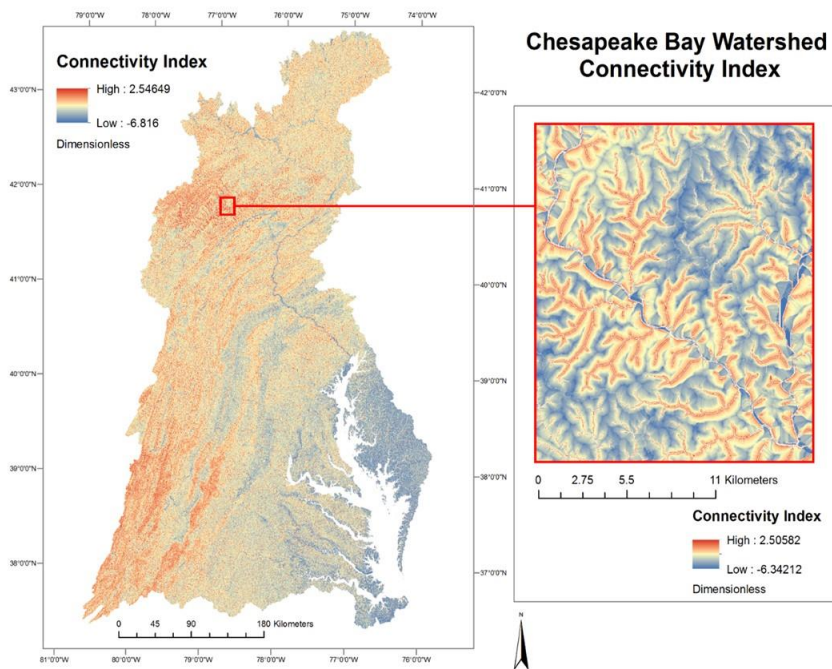 79°0'0"W 78°0'0"W 77°0'0"W 76°0'0"W 75°0'0"W 74°0'0"W
Connectivity Index
High : 2.54649
Low : -6.816
Dimensionless
43°0'0"N
42°0'0"N
41°0'0"N
40°0'0"N
39°0'0"N
38°0'0"N
42°0'0"N
41°0'0"N
40°0'0"N
39°0'0"N
38°0'0"N
37°0'0"N
0 45 90 180 Kilometers
81°0'0"W 80°0'0"W 79°0'0"W 78°0'0"W 77°0'0"W 76°0'0"W
Chesapeake Bay Watershed
Connectivity Index
0 2.75 5.5 11 Kilometers
Connectivity Index
High : 2.50582
Low : -6.34212
Dimensionless
N